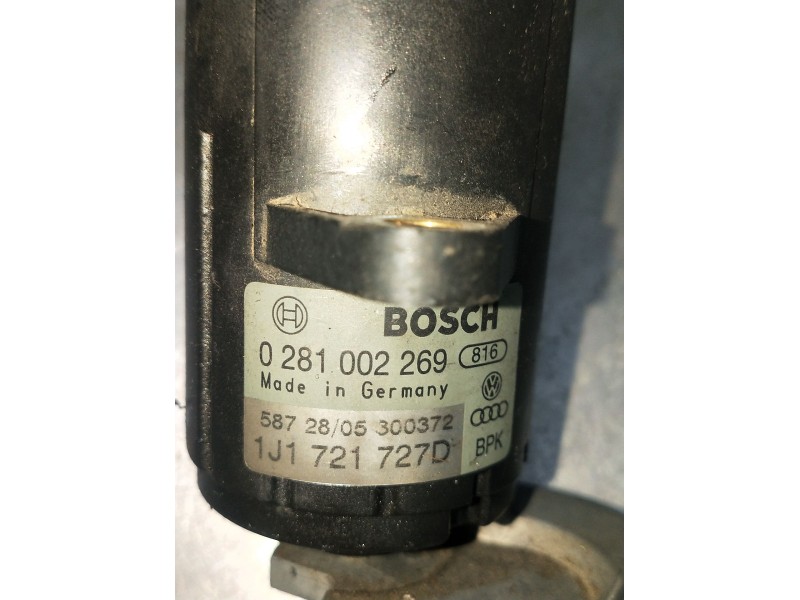 BOSCH
0 281 002 269 816
Made in Germany
587 28/05 300372
1J1 721 727D BPK